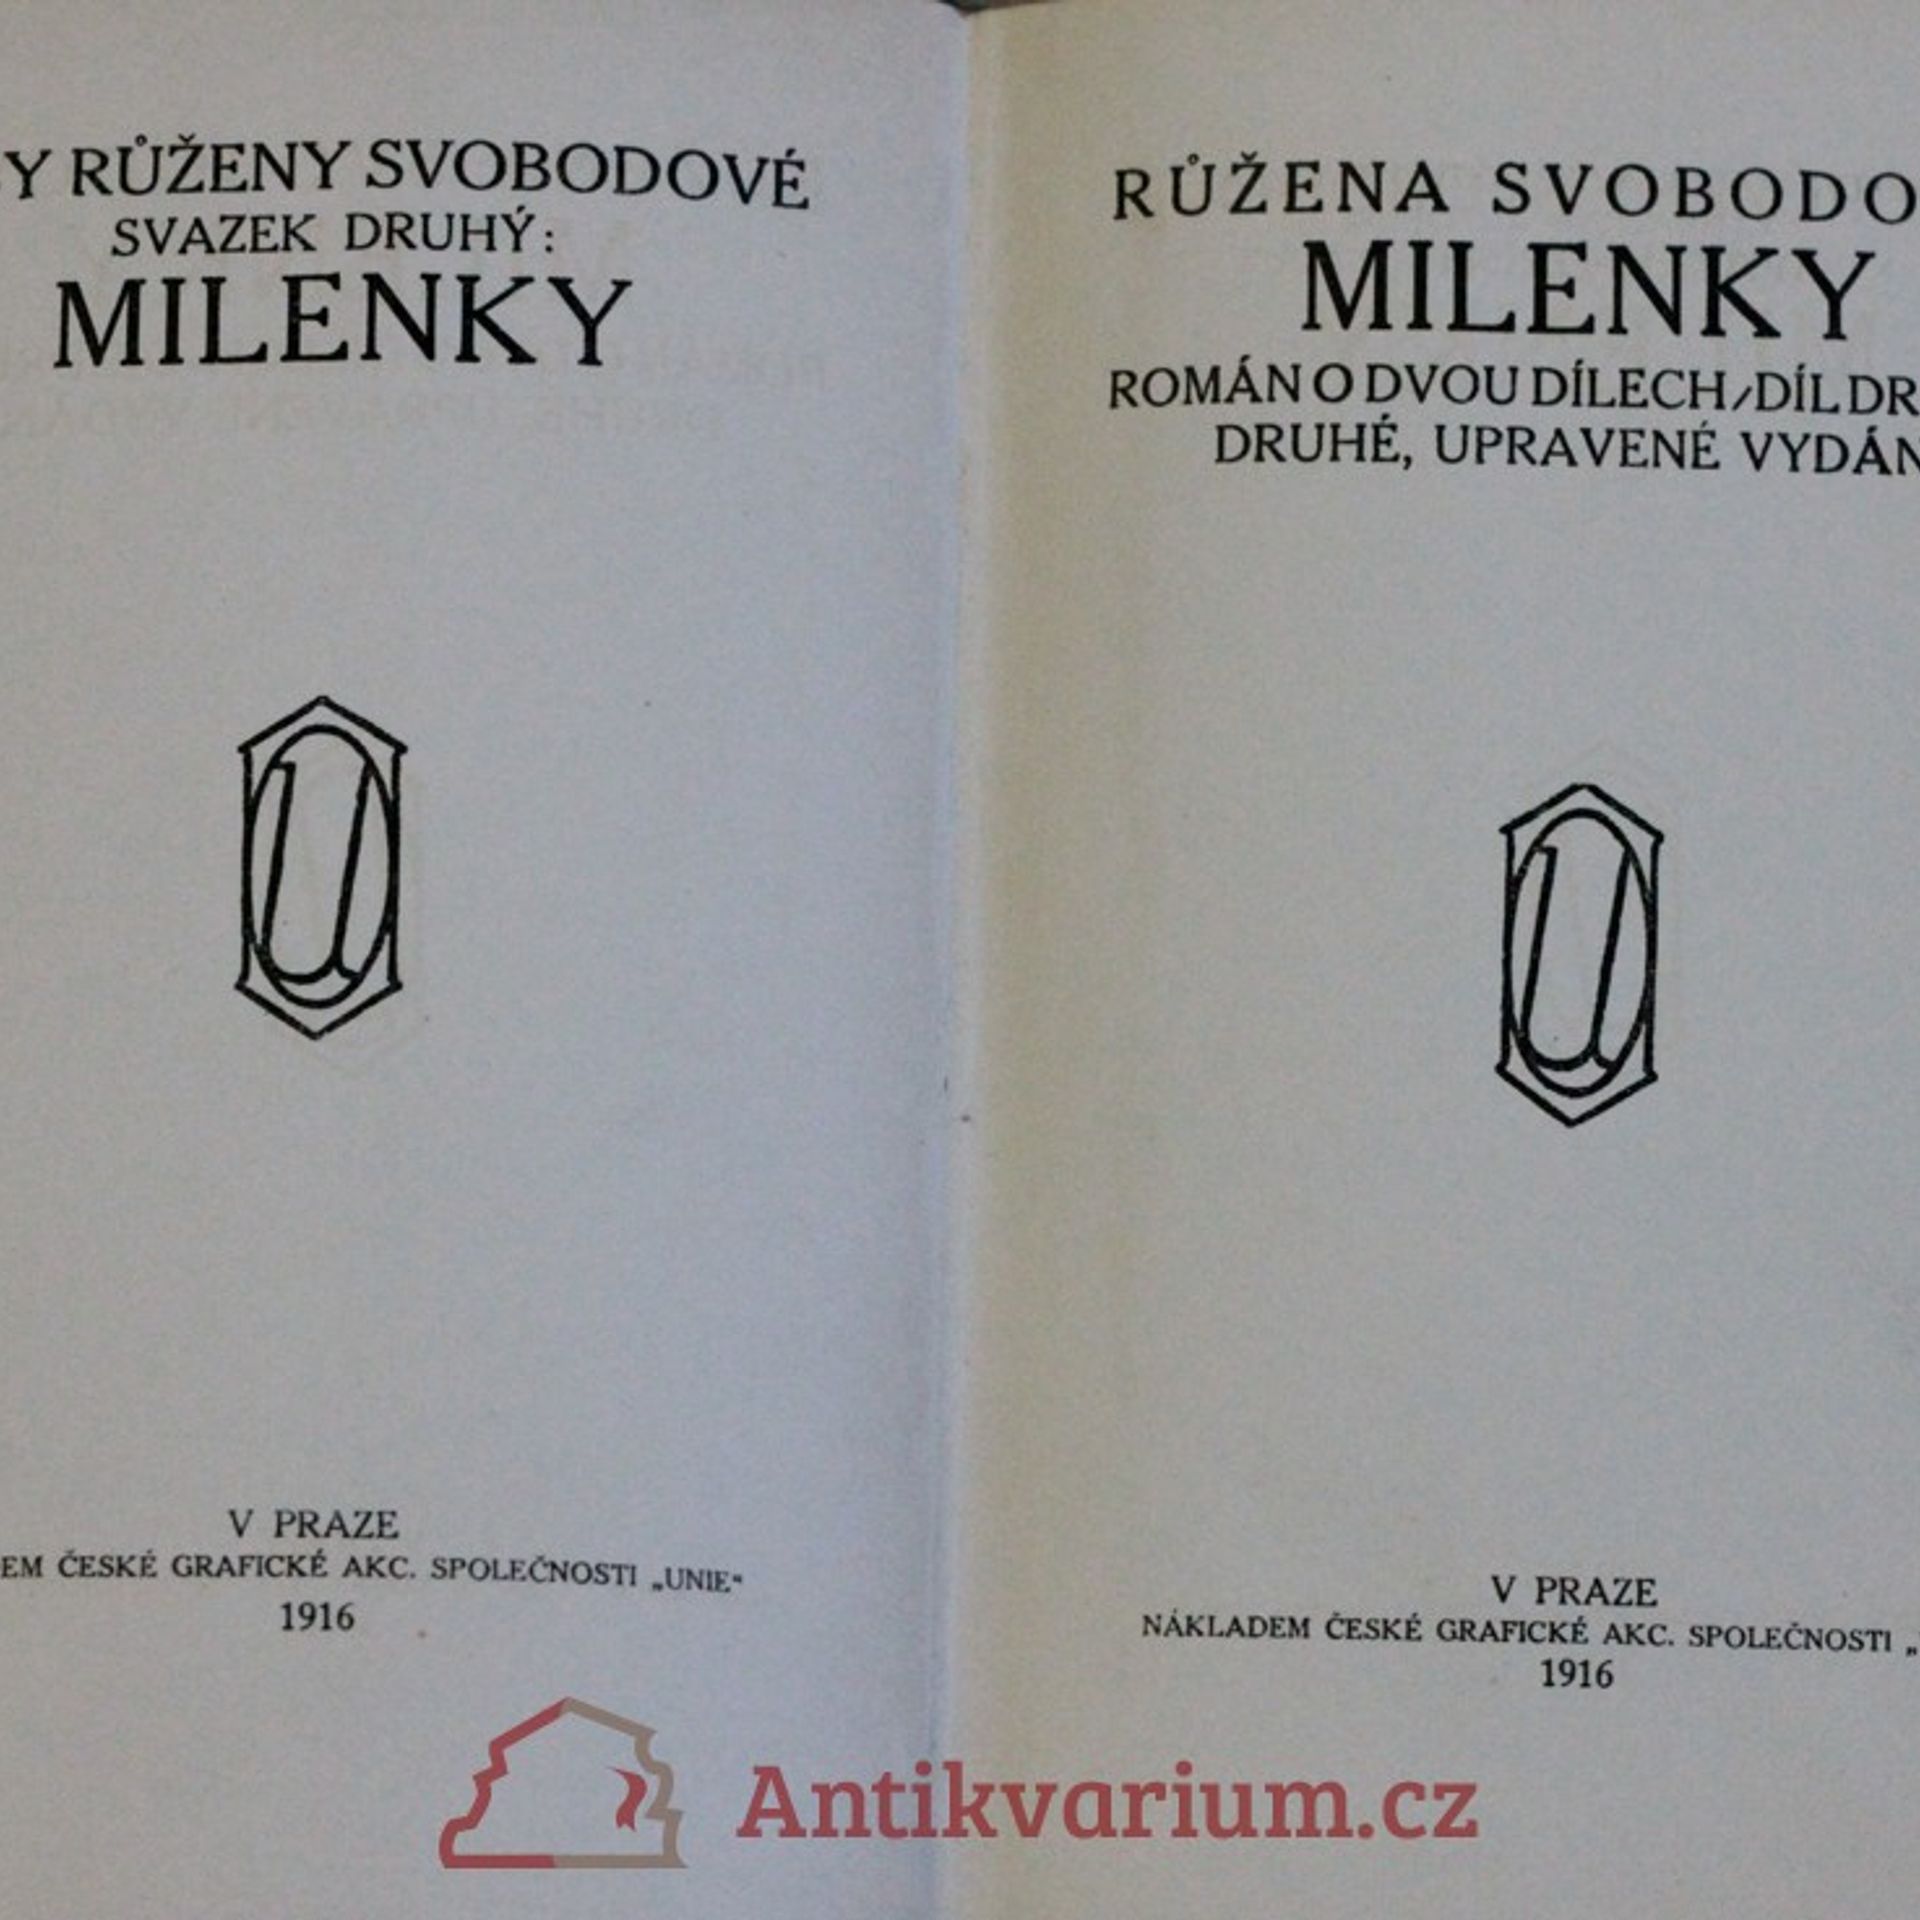 Y RŮŽENY SVOBODOVÉ
SVAZEK DRUHÝ:
MILENKY
V PRAZE
EM ČESKÉ GRAFICKÉ AKC. SPOLEČNOSTI „UNIE“
1916
RŮŽENA SVOBODO
MILENKY
ROMÁN O DVOU DÍLECH/DÍL DR
DRUHÉ, UPRAVENÉ VYDÁN
V PRAZE
NÁKLADEM ČESKÉ GRAFICKÉ AKC. SPOLEČNOSTI „
1916
Antikvarium.cz